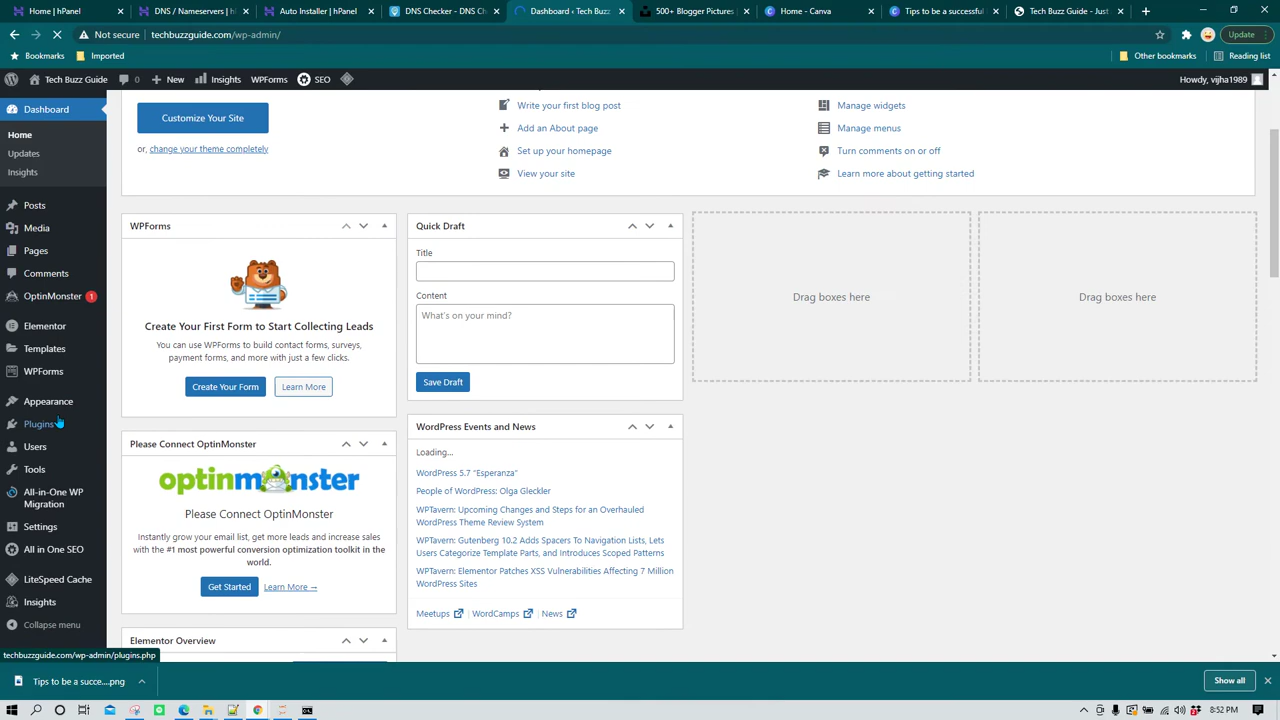 DNS / Nameservers | h
Auto Installer | hPanel
DNS Checker - DNS Ch
Dashboard ‹ Tech Buzz
500+ Blogger Pictures
Home - Canva
Tips to be a successful
Tech Buzz Guide - Just
Not secure | techbuzzguide.com/wp-admin/
Update
Bookmarks
Imported
Other bookmarks
Reading list
Tech Buzz Guide 0 New Insights WPForms SEO
Howdy, vijha1989
Dashboard
Home
Updates
Insights
Posts
Media
Pages
Comments
OptinMonster 1
Elementor
Templates
WPForms
Appearance
Plugins
Users
Tools
All-in-One WP
Migration
Settings
All in One SEO
LiteSpeed Cache
Insights
Collapse menu
Customize Your Site
or, change your theme completely
Write your first blog post
Add an About page
Set up your homepage
View your site
Manage widgets
Manage menus
Turn comments on or off
Learn more about getting started
WPForms
Create Your First Form to Start Collecting Leads
You can use WPForms to build contact forms, surveys,
payment forms, and more with just a few clicks.
Create Your Form
Learn More
Please Connect OptinMonster
optinmonster
Please Connect OptinMonster
Instantly grow your email list, get more leads and increase sales
with the #1 most powerful conversion optimization toolkit in the
world.
Get Started
Learn More →
Elementor Overview
Quick Draft
Title
Content
What's on your mind?
Save Draft
WordPress Events and News
Loading...
WordPress 5.7 "Esperanza"
People of WordPress: Olga Gleckler
WPTavern: Upcoming Changes and Steps for an Overhauled
WordPress Theme Review System
WPTavern: Gutenberg 10.2 Adds Spacers To Navigation Lists, Lets
Users Categorize Template Parts, and Introduces Scoped Patterns
WPTavern: Elementor Patches XSS Vulnerabilities Affecting 7 Million
WordPress Sites
Meetups | WordCamps | News
Drag boxes here
Drag boxes here
techbuzzguide.com/wp-admin/plugins.php
Tips to be a succe....png
Show all
8:52 PM